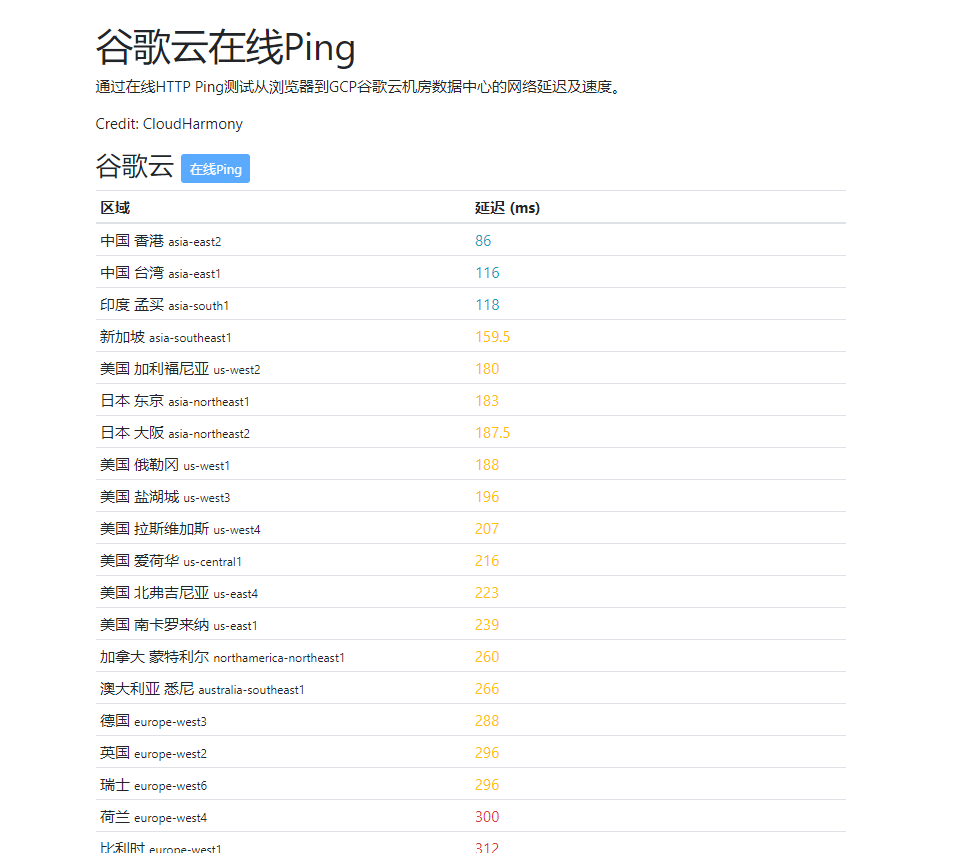 谷歌云在线Ping
通过在线HTTP Ping测试从浏览器到GCP谷歌云机房数据中心的网络延迟及速度。
Credit: CloudHarmony
谷歌云 在线Ping
区域 延迟 (ms)
中国 香港 asia-east2 86
中国 台湾 asia-east1 116
印度 孟买 asia-south1 118
新加坡 asia-southeast1 159.5
美国 加利福尼亚 us-west2 180
日本 东京 asia-northeast1 183
日本 大阪 asia-northeast2 187.5
美国 俄勒冈 us-west1 188
美国 盐湖城 us-west3 196
美国 拉斯维加斯 us-west4 207
美国 爱荷华 us-central1 216
美国 北弗吉尼亚 us-east4 223
美国 南卡罗来纳 us-east1 239
加拿大 蒙特利尔 northamerica-northeast1 260
澳大利亚 悉尼 australia-southeast1 266
德国 europe-west3 288
英国 europe-west2 296
瑞士 europe-west6 296
荷兰 europe-west4 300
比利时 europe-west1 312